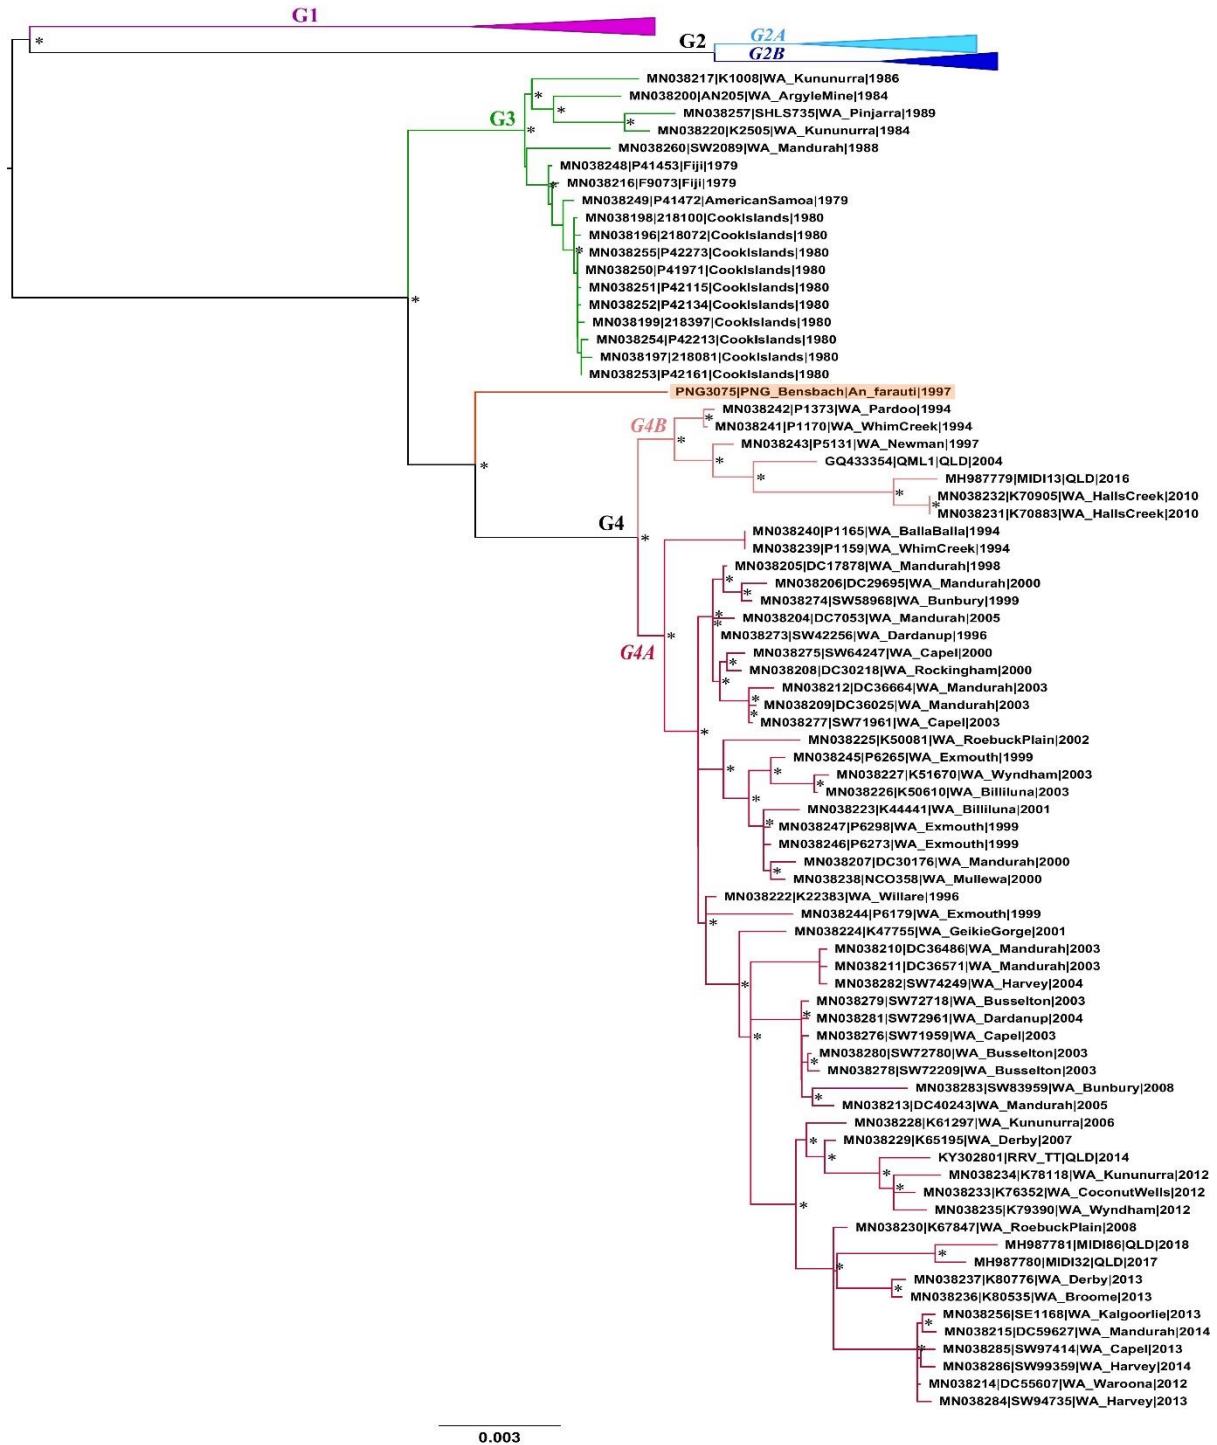 G1
G2A
G2
G2B
MN038217|K1008|WA_Kununurra|1986
MN038200|AN205|WA_ArgyleMine|1984
MN038257|SHLS735|WA_Pinjarra|1989
G3
MN038220|K2505|WA_Kununurra|1984
MN038260|SW2089|WA_Mandurah|1988
MN038248|P41453|Fiji|1979
MN038216|F9073|Fiji|1979
MN038249|P41472|AmericanSamoa|1979
MN038198|218100|CookIslands|1980
MN038196|218072|CookIslands|1980
MN038255|P42273|CookIslands|1980
MN038250|P41971|CookIslands|1980
MN038251|P42115|CookIslands|1980
MN038252|P42134|CookIslands|1980
MN038199|218397|CookIslands|1980
MN038254|P42213|CookIslands|1980
MN038197|218081|CookIslands|1980
MN038253|P42161|CookIslands|1980
PNG3075|PNG_Bensbach|An_farauti|1997
MN038242|P1373|WA_Pardoo|1994
G4B
MN038241|P1170|WA_WhimCreek|1994
MN038243|P5131|WA_Newman|1997
GQ433354|QML1|QLD|2004
MH987779|MIDI13|QLD|2016
MN038232|K70905|WA_HallsCreek|2010
MN038231|K70883|WA_HallsCreek|2010
G4
MN038240|P1165|WA_BallaBalla|1994
MN038239|P1159|WA_WhimCreek|1994
MN038205|DC17878|WA_Mandurah|1998
MN038206|DC29695|WA_Mandurah|2000
MN038274|SW58968|WA_Bunbury|1999
MN038204|DC7053|WA_Mandurah|2005
MN038273|SW42256|WA_Dardanup|1996
G4A
MN038275|SW64247|WA_Capel|2000
MN038208|DC30218|WA_Rockingham|2000
MN038212|DC36664|WA_Mandurah|2003
MN038209|DC36025|WA_Mandurah|2003
MN038277|SW71961|WA_Capel|2003
MN038225|K50081|WA_RoebuckPlain|2002
MN038245|P6265|WA_Exmouth|1999
MN038227|K51670|WA_Wyndham|2003
MN038226|K50610|WA_Billiluna|2003
MN038223|K44441|WA_Billiluna|2001
MN038247|P6298|WA_Exmouth|1999
MN038246|P6273|WA_Exmouth|1999
MN038207|DC30176|WA_Mandurah|2000
MN038238|NCO358|WA_Mullewa|2000
MN038222|K22383|WA_Willare|1996
MN038244|P6179|WA_Exmouth|1999
MN038224|K47755|WA_GeikieGorge|2001
MN038210|DC36486|WA_Mandurah|2003
MN038211|DC36571|WA_Mandurah|2003
MN038282|SW74249|WA_Harvey|2004
MN038279|SW72718|WA_Busselton|2003
MN038281|SW72961|WA_Dardanup|2004
MN038276|SW71959|WA_Capel|2003
MN038280|SW72780|WA_Busselton|2003
MN038278|SW72209|WA_Busselton|2003
MN038283|SW83959|WA_Bunbury|2008
MN038213|DC40243|WA_Mandurah|2005
MN038228|K61297|WA_Kununurra|2006
MN038229|K65195|WA_Derby|2007
KY302801|RRV_TT|QLD|2014
MN038234|K78118|WA_Kununurra|2012
MN038233|K76352|WA_CoconutWells|2012
MN038235|K79390|WA_Wyndham|2012
MN038230|K67847|WA_RoebuckPlain|2008
MH987781|MIDI86|QLD|2018
MH987780|MIDI32|QLD|2017
MN038237|K80776|WA_Derby|2013
MN038236|K80535|WA_Broome|2013
MN038256|SE1168|WA_Kalgoorlie|2013
MN038215|DC59627|WA_Mandurah|2014
MN038285|SW97414|WA_Capel|2013
MN038286|SW99359|WA_Harvey|2014
MN038214|DC55607|WA_Waroona|2012
MN038284|SW94735|WA_Harvey|2013
0.003